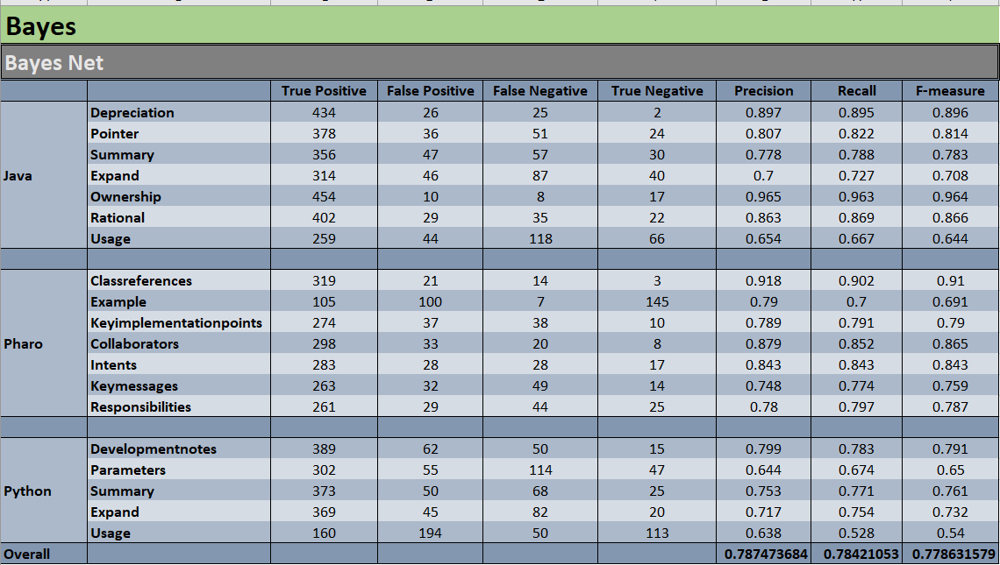 Bayes
Bayes Net
True Positive False Positive False Negative True Negative Precision Recall F-measure
Depreciation 434 26 25 2 0.897 0.895 0.896
Pointer 378 36 51 24 0.807 0.822 0.814
Summary 356 47 57 30 0.778 0.788 0.783
Java Expand 314 46 87 40 0.7 0.727 0.708
Ownership 454 10 8 17 0.965 0.963 0.964
Rational 402 29 35 22 0.863 0.869 0.866
Usage 259 44 118 66 0.654 0.667 0.644
Classreferences 319 21 14 3 0.918 0.902 0.91
Example 105 100 7 145 0.79 0.7 0.691
Keyimplementationpoints 274 37 38 10 0.789 0.791 0.79
Pharo Collaborators 298 33 20 8 0.879 0.852 0.865
Intents 283 28 28 17 0.843 0.843 0.843
Keymessages 263 32 49 14 0.748 0.774 0.759
Responsibilities 261 29 44 25 0.78 0.797 0.787
Developmentnotes 389 62 50 15 0.799 0.783 0.791
Parameters 302 55 114 47 0.644 0.674 0.65
Python Summary 373 50 68 25 0.753 0.771 0.761
Expand 369 45 82 20 0.717 0.754 0.732
Usage 160 194 50 113 0.638 0.528 0.54
Overall 0.787473684 0.78421053 0.778631579